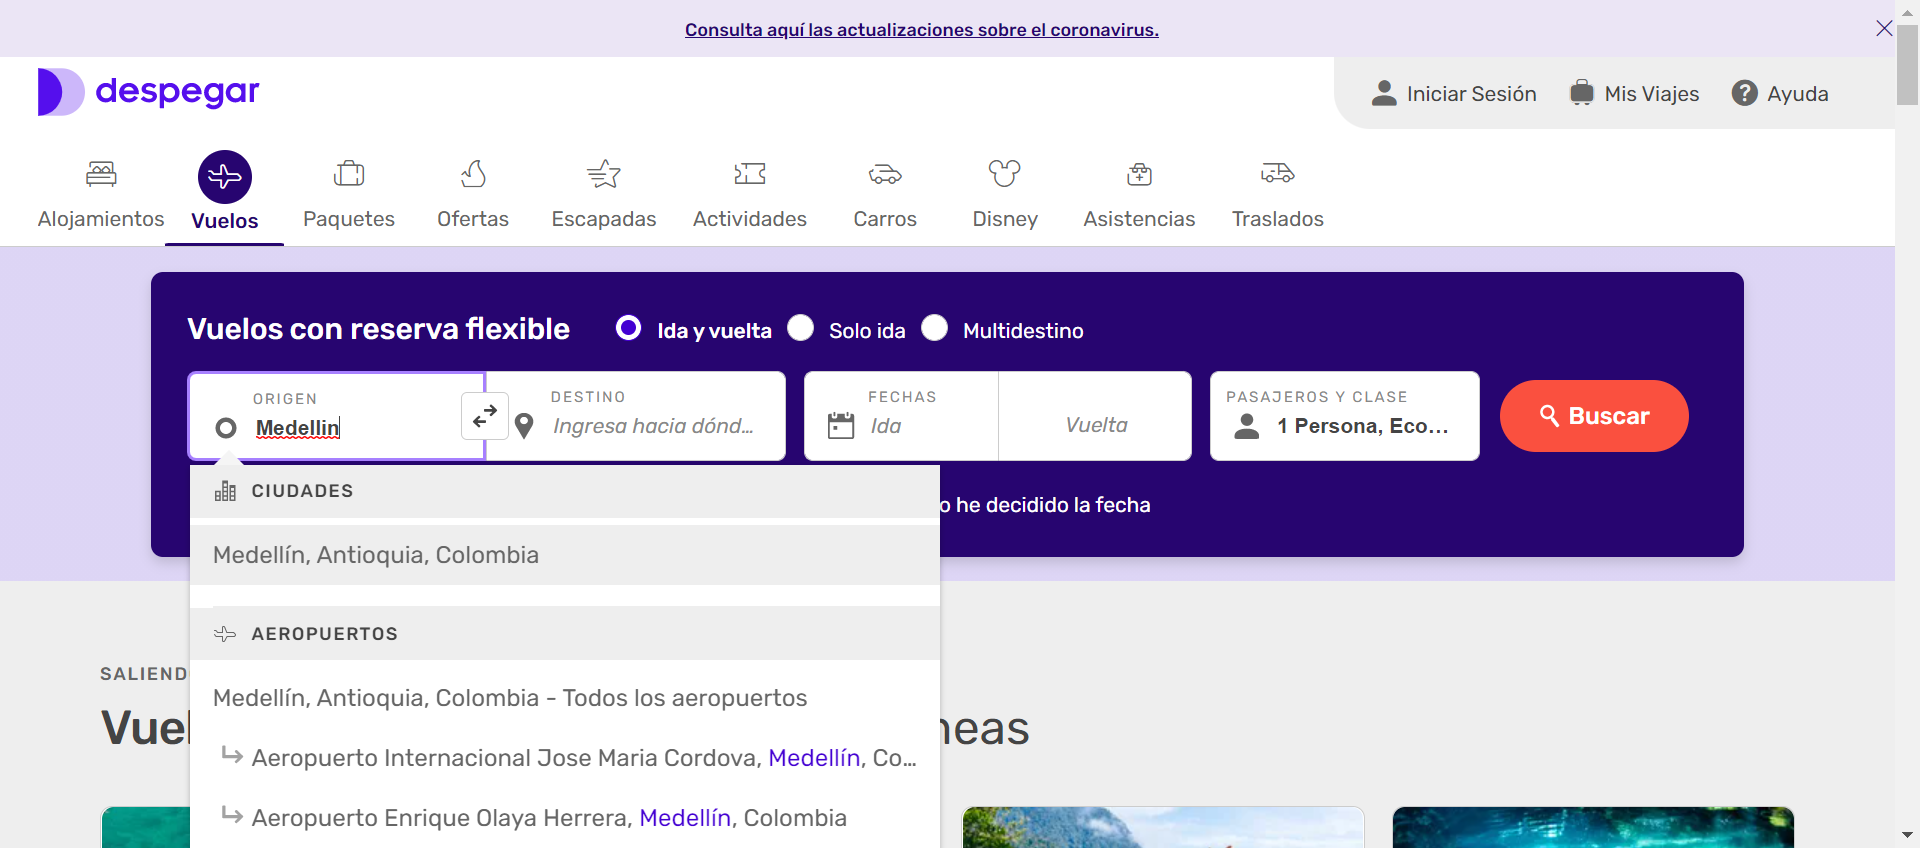 Consulta aquí las actualizaciones sobre el coronavirus.
despegar
Iniciar Sesión
Mis Viajes
? Ayuda
Alojamientos
Vuelos
Paquetes
Ofertas
Escapadas
Actividades
Carros
Disney
Asistencias
Traslados
Vuelos con reserva flexible
Ida y vuelta
Solo ida
Multidestino
ORIGEN
Medellin
DESTINO
Ingresa hacia dónd...
FECHAS
Ida
Vuelta
PASAJEROS Y CLASE
1 Persona, Eco...
Buscar
o he decidido la fecha
CIUDADES
Medellín, Antioquia, Colombia
AEROPUERTOS
Medellín, Antioquia, Colombia - Todos los aeropuertos
Aeropuerto Internacional Jose Maria Cordova, Medellín, Co...
Aeropuerto Enrique Olaya Herrera, Medellín, Colombia
SALIEND
Vuel
neas